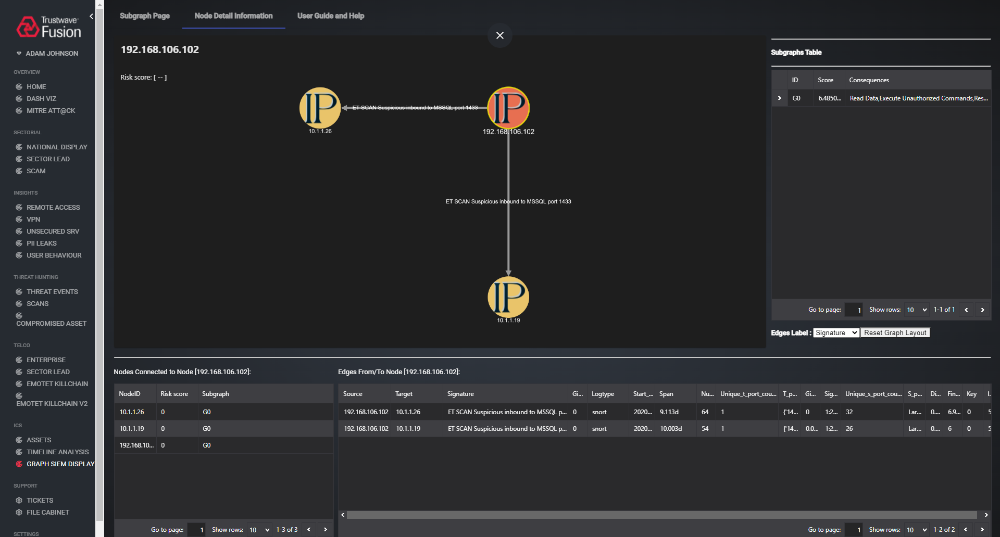 Trustwave
Fusion
ADAM JOHNSON
OVERVIEW
HOME
DASH VIZ
MITRE ATT@CK
SECTORIAL
NATIONAL DISPLAY
SECTOR LEAD
SCAM
INSIGHTS
REMOTE ACCESS
VPN
UNSECURED SRV
PII LEAKS
USER BEHAVIOUR
THREAT HUNTING
THREAT EVENTS
SCANS
COMPROMISED ASSET
TELCO
ENTERPRISE
SECTOR LEAD
EMOTET KILLCHAIN
EMOTET KILLCHAIN V2
ICS
ASSETS
TIMELINE ANALYSIS
GRAPH SIEM DISPLAY
SUPPORT
TICKETS
FILE CABINET
SETTINGS
Subgraph Page Node Detail Information User Guide and Help
192.168.106.102
Risk score: [ -- ]
IP
10.1.1.26
ET SCAN Suspicious inbound to MSSQL port 1433
IP
192.168.106.102
ET SCAN Suspicious inbound to MSSQL port 1433
IP
10.1.1.19
Subgraphs Table
ID Score Consequences
> G0 6.4850... Read Data,Execute Unauthorized Commands,Res...
Go to page: 1 Show rows: 10 1-1 of 1 < >
Edges Label : Signature Reset Graph Layout
Nodes Connected to Node [192.168.106.102]:
NodeID Risk score Subgraph
10.1.1.26 0 G0
10.1.1.19 0 G0
192.168.10... 0 G0
Go to page: 1 Show rows: 10 1-3 of 3 < >
Edges From/To Node [192.168.106.102]:
Source Target Signature Gi... Logtype Start_... Span Nu... Unique_t_port_cou... T_p... Gi... Sig... Unique_s_port_cou... S_p... Di... Fin... Key
192.168.106.102 10.1.1.26 ET SCAN Suspicious inbound to MSSQL p... 0 snort 2020... 9.113d 64 1 {'14... 0 1:2... 32 Lar... 0.... 6.9... 0 5
192.168.106.102 10.1.1.19 ET SCAN Suspicious inbound to MSSQL p... 0 snort 2020... 10.003d 54 1 {'14... 0.0... 1:2... 26 Lar... 0.... 6 0 5
Go to page: 1 Show rows: 10 1-2 of 2 < >